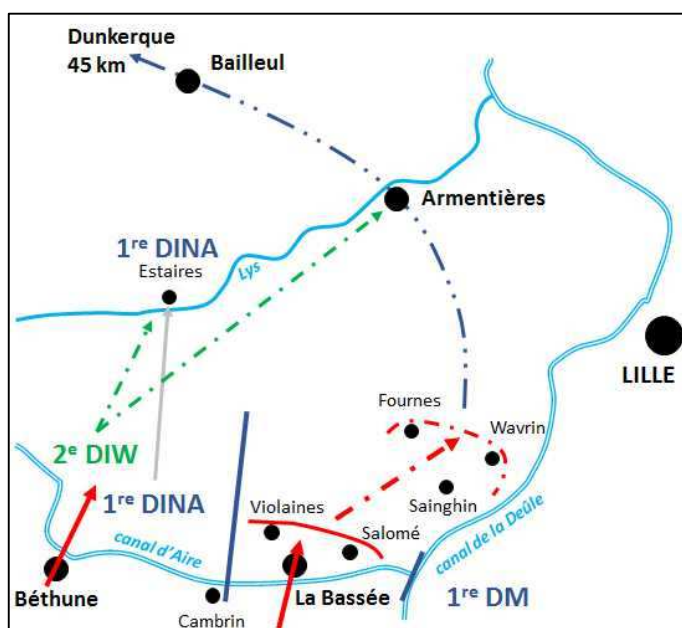 Dunkerque
45 km
Bailleul
Armentières
1re DINA
Estaires
Lys
LILLE
Fournes
Wavrin
2e DIW
Sainghin
1re DINA
Violaines
Salomé
canal d'Aire
canal de la Deûle
Béthune
La Bassée
1re DM
Cambrin